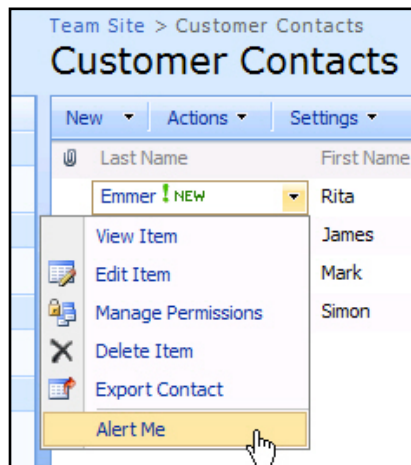 Team Site > Customer Contacts
Customer Contacts
New Actions Settings
Last Name First Name
Emmer ! NEW Rita
View Item James
Edit Item Mark
Manage Permissions Simon
Delete Item
Export Contact
Alert Me